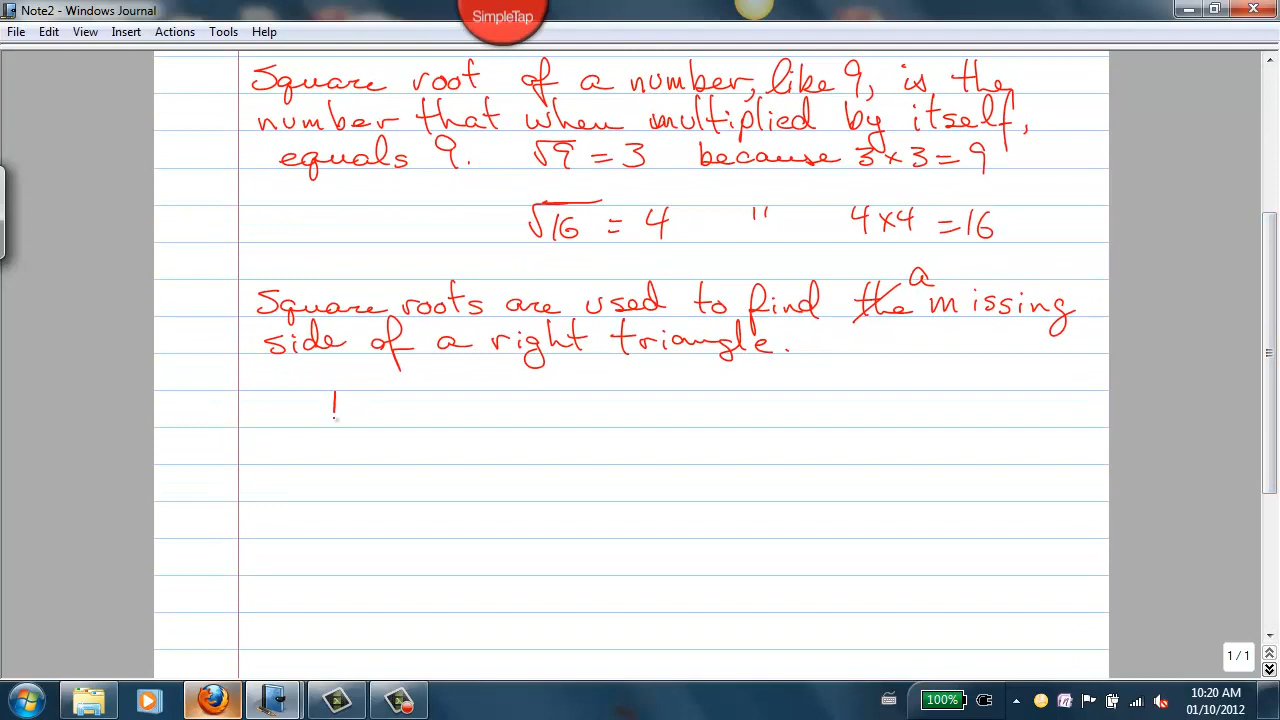 SimpleTap
Note2 - Windows Journal
File Edit View Insert Actions Tools Help
Square root of a number, like 9, is the
number that when multiplied by itself,
equals 9. √9 = 3 because 3 × 3 = 9
√16 = 4 " 4 × 4 = 16
a
Square roots are used to find the missing
side of a right triangle.
1 / 1
100%
10:20 AM
01/10/2012